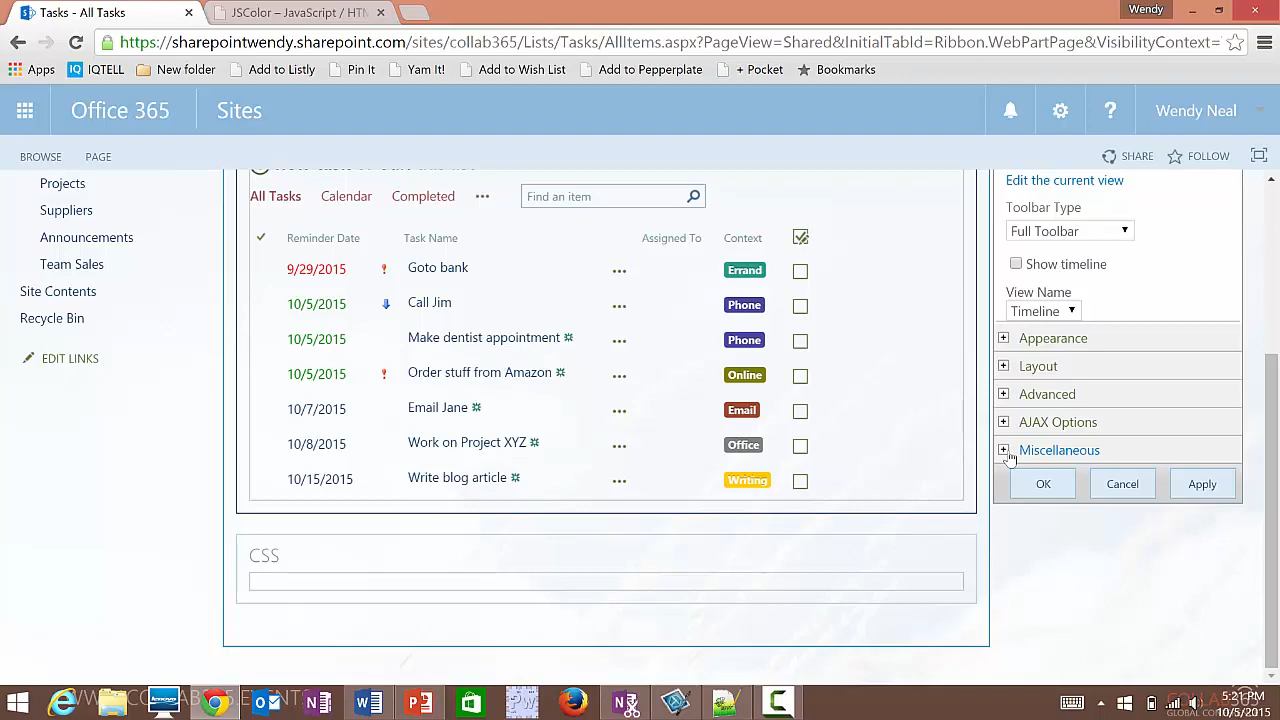 Tasks - All Tasks
JSColor – JavaScript / HTM
Wendy
https://sharepointwendy.sharepoint.com/sites/collab365/Lists/Tasks/AllItems.aspx?PageView=Shared&InitialTabId=Ribbon.WebPartPage&VisibilityContext=
Apps IQTELL New folder Add to Listly Pin It Yam It! Add to Wish List Add to Pepperplate + Pocket Bookmarks
Office 365 Sites Wendy Neal
BROWSE PAGE SHARE FOLLOW
Projects
Suppliers
Announcements
Team Sales
Site Contents
Recycle Bin
EDIT LINKS
All Tasks Calendar Completed ••• Find an item
Reminder Date Task Name Assigned To Context
9/29/2015 ! Goto bank ••• Errand
10/5/2015 Call Jim ••• Phone
10/5/2015 Make dentist appointment ••• Phone
10/5/2015 ! Order stuff from Amazon ••• Online
10/7/2015 Email Jane ••• Email
10/8/2015 Work on Project XYZ ••• Office
10/15/2015 Write blog article ••• Writing
CSS
Edit the current view
Toolbar Type
Full Toolbar
Show timeline
View Name
Timeline
Appearance
Layout
Advanced
AJAX Options
Miscellaneous
OK Cancel Apply
5:21 PM
10/5/2015